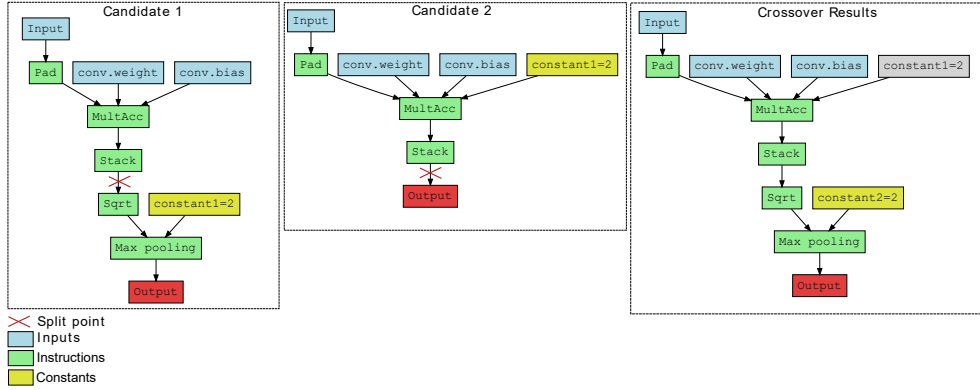 Candidate 1
Input
Pad
conv.weight
conv.bias
MultAcc
Stack
Sqrt
constant1=2
Max pooling
Output
Candidate 2
Input
Pad
conv.weight
conv.bias
constant1=2
MultAcc
Stack
Output
Crossover Results
Input
Pad
conv.weight
conv.bias
constant1=2
MultAcc
Stack
Sqrt
constant2=2
Max pooling
Output
Split point
Inputs
Instructions
Constants